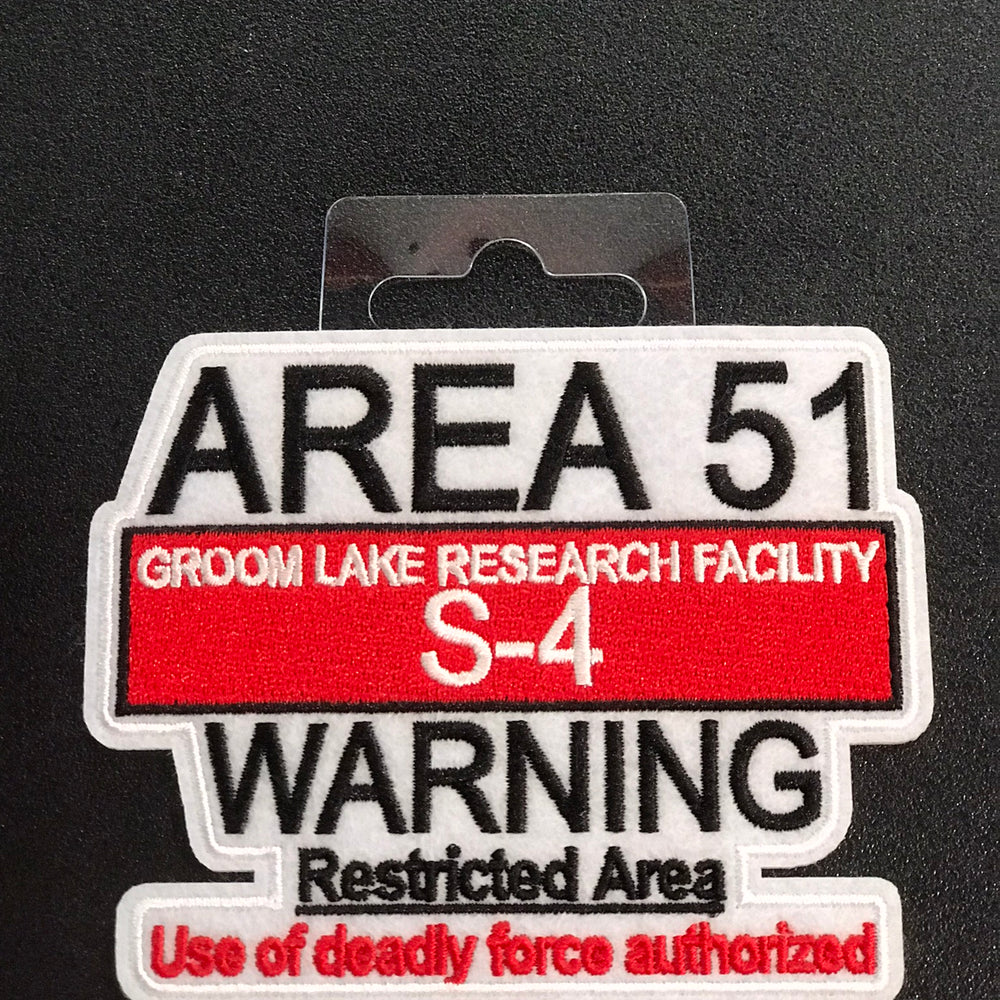 AREA 51
GROOM LAKE RESEARCH FACILITY
S-4
WARNING
Restricted Area
Use of deadly force authorized